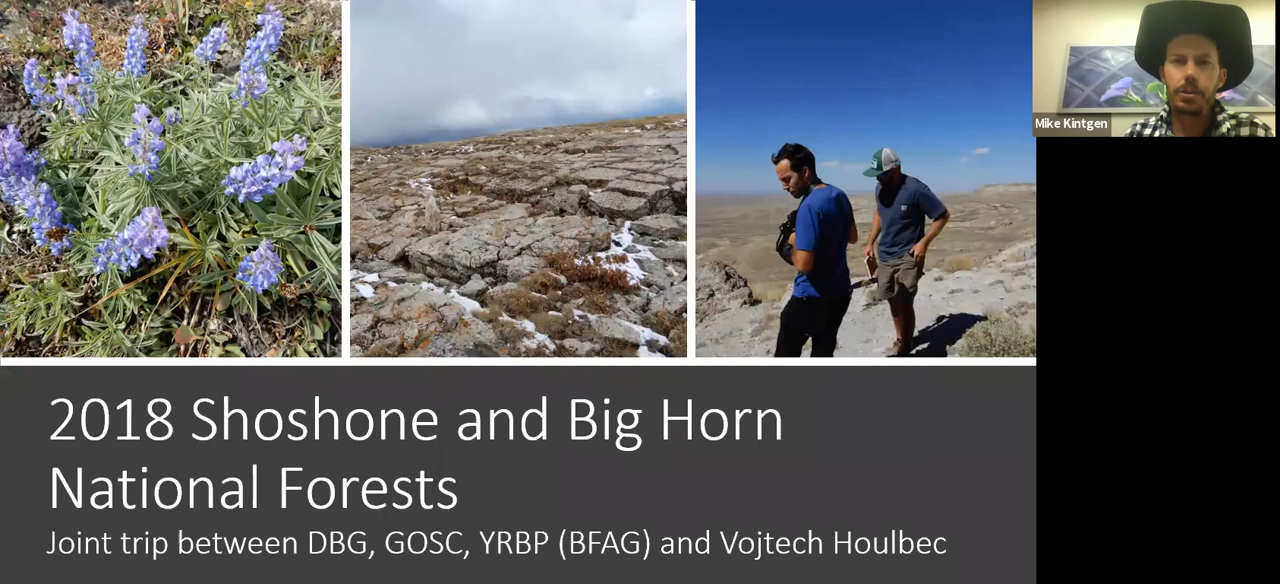 Mike Kintgen
2018 Shoshone and Big Horn
National Forests
Joint trip between DBG, GOSC, YRBP (BFAG) and Vojtech Houlbec